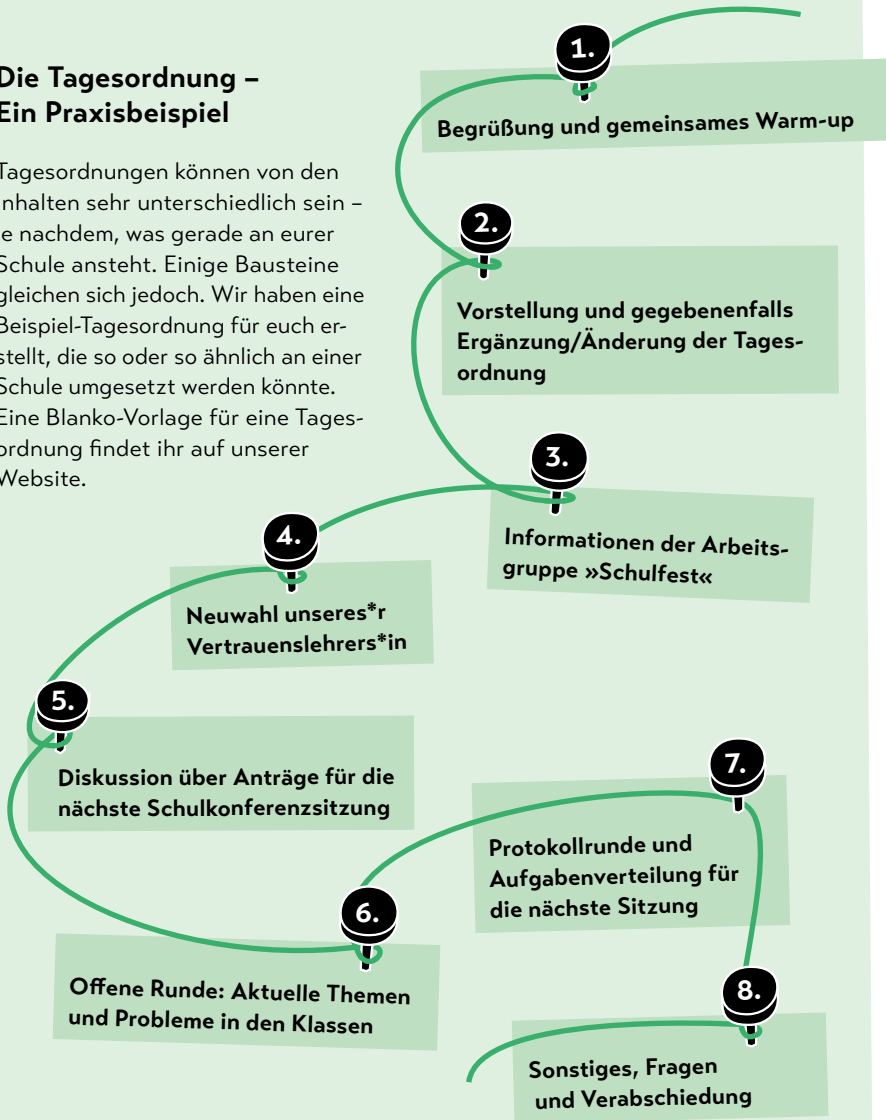 Die Tagesordnung –
Ein Praxisbeispiel
Tagesordnungen können von den
Inhalten sehr unterschiedlich sein –
je nachdem, was gerade an eurer
Schule ansteht. Einige Bausteine
gleichen sich jedoch. Wir haben eine
Beispiel-Tagesordnung für euch er-
stellt, die so oder so ähnlich an einer
Schule umgesetzt werden könnte.
Eine Blanko-Vorlage für eine Tages-
ordnung findet ihr auf unserer
Website.
1.
Begrüßung und gemeinsames Warm-up
2.
Vorstellung und gegebenenfalls
Ergänzung/Änderung der Tages-
ordnung
3.
Informationen der Arbeits-
gruppe »Schulfest«
4.
Neuwahl unseres*r
Vertrauenslehrers*in
5.
Diskussion über Anträge für die
nächste Schulkonferenzsitzung
6.
Offene Runde: Aktuelle Themen
und Probleme in den Klassen
7.
Protokollrunde und
Aufgabenverteilung für
die nächste Sitzung
8.
Sonstiges, Fragen
und Verabschiedung